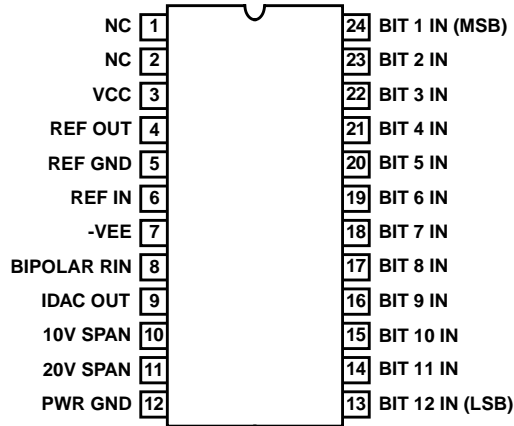 NC 1 24 BIT 1 IN (MSB)
NC 2 23 BIT 2 IN
VCC 3 22 BIT 3 IN
REF OUT 4 21 BIT 4 IN
REF GND 5 20 BIT 5 IN
REF IN 6 19 BIT 6 IN
-VEE 7 18 BIT 7 IN
BIPOLAR RIN 8 17 BIT 8 IN
IDAC OUT 9 16 BIT 9 IN
10V SPAN 10 15 BIT 10 IN
20V SPAN 11 14 BIT 11 IN
PWR GND 12 13 BIT 12 IN (LSB)